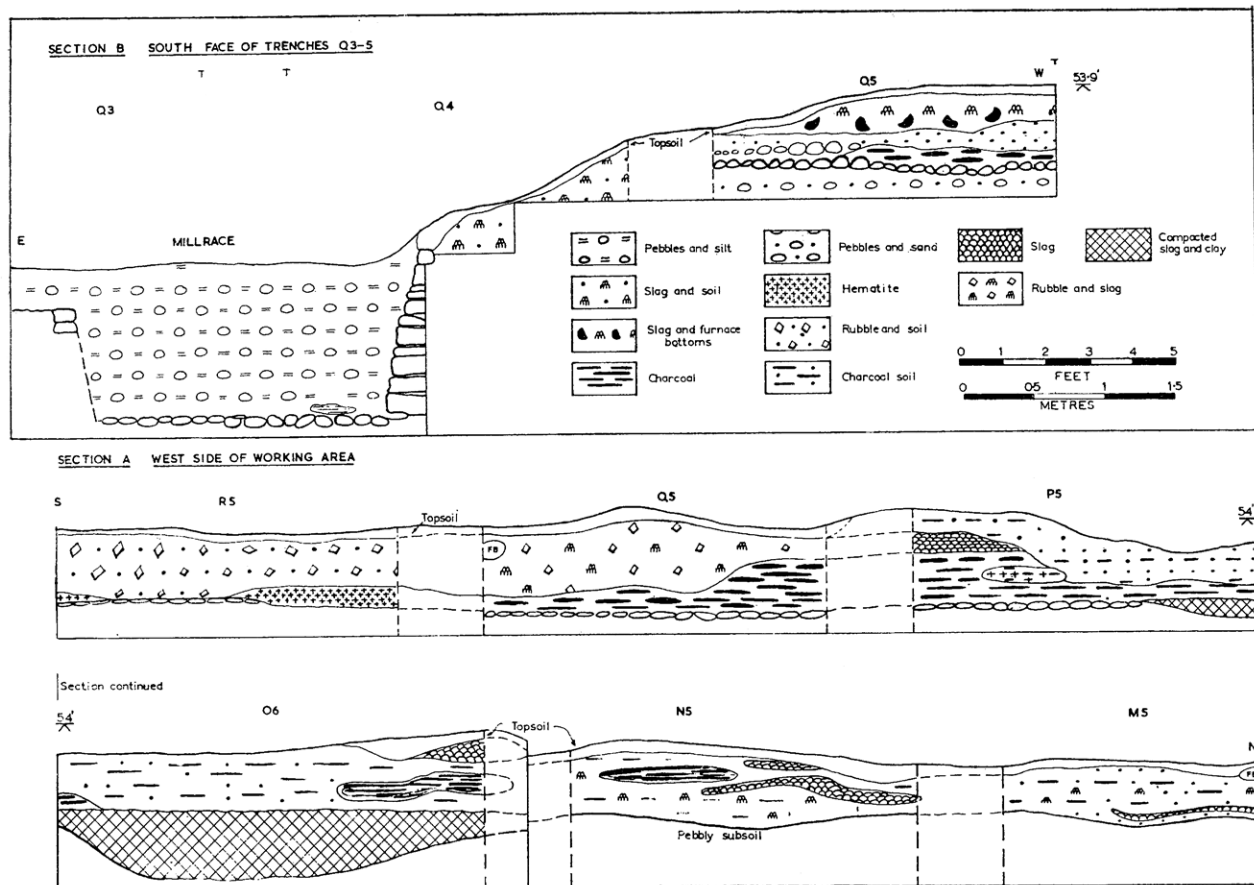 SECTION B SOUTH FACE OF TRENCHES Q3-5
T T
Q3 Q4 Q5 W T 53·9'
Topsoil
E MILLRACE
Pebbles and silt
Pebbles and sand
Slag
Compacted slag and clay
Slag and soil
Hematite
Rubble and slag
Slag and furnace bottoms
Rubble and soil
Charcoal
Charcoal soil
0 1 2 3 4 5
FEET
0 05 1 1·5
METRES
SECTION A WEST SIDE OF WORKING AREA
S R5 Q5 P5 54'
Topsoil
FB
Section continued
54' O6 N5 M5 N
Topsoil
Pebbly subsoil